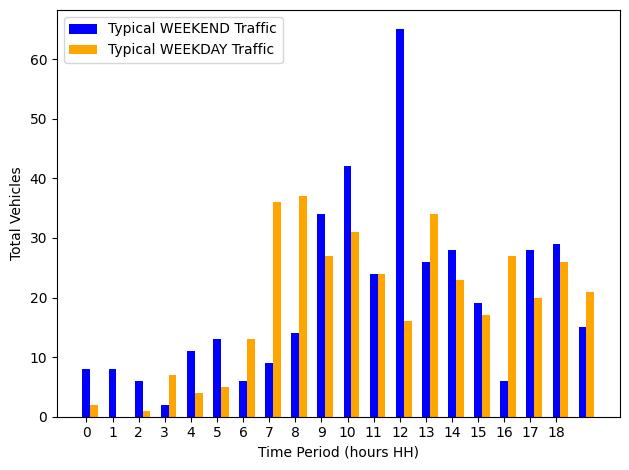 Typical WEEKEND Traffic
Typical WEEKDAY Traffic
Total Vehicles
60
50
40
30
20
10
0
0 1 2 3 4 5 6 7 8 9 10 11 12 13 14 15 16 17 18
Time Period (hours HH)